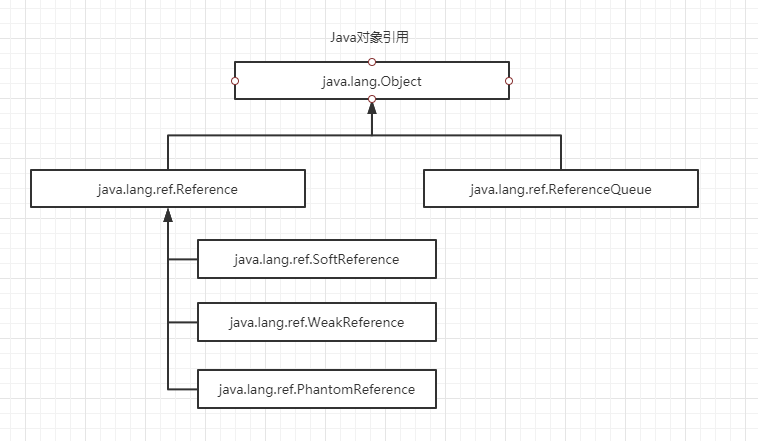 Java对象引用
java.lang.Object
java.lang.ref.Reference
java.lang.ref.ReferenceQueue
java.lang.ref.SoftReference
java.lang.ref.WeakReference
java.lang.ref.PhantomReference